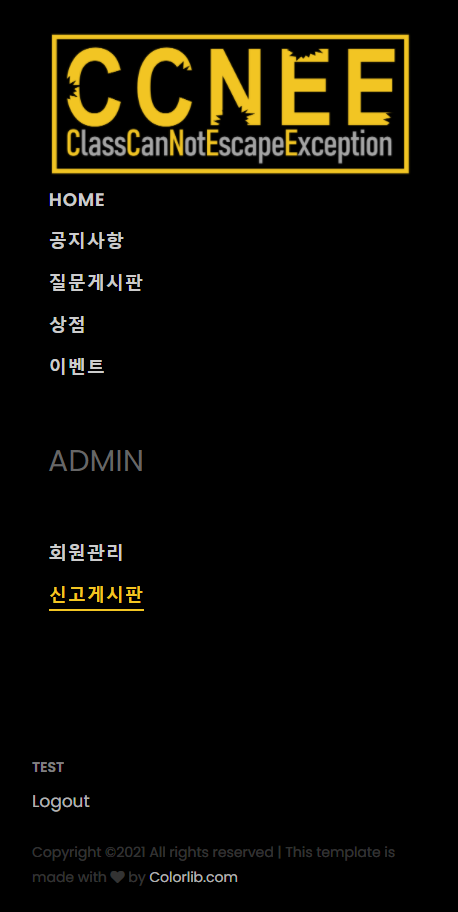 CCNEE
ClassCanNotEscapeException
HOME
공지사항
질문게시판
상점
이벤트
ADMIN
회원관리
신고게시판
TEST
Logout
Copyright ©2021 All rights reserved | This template is
made with ♥ by Colorlib.com